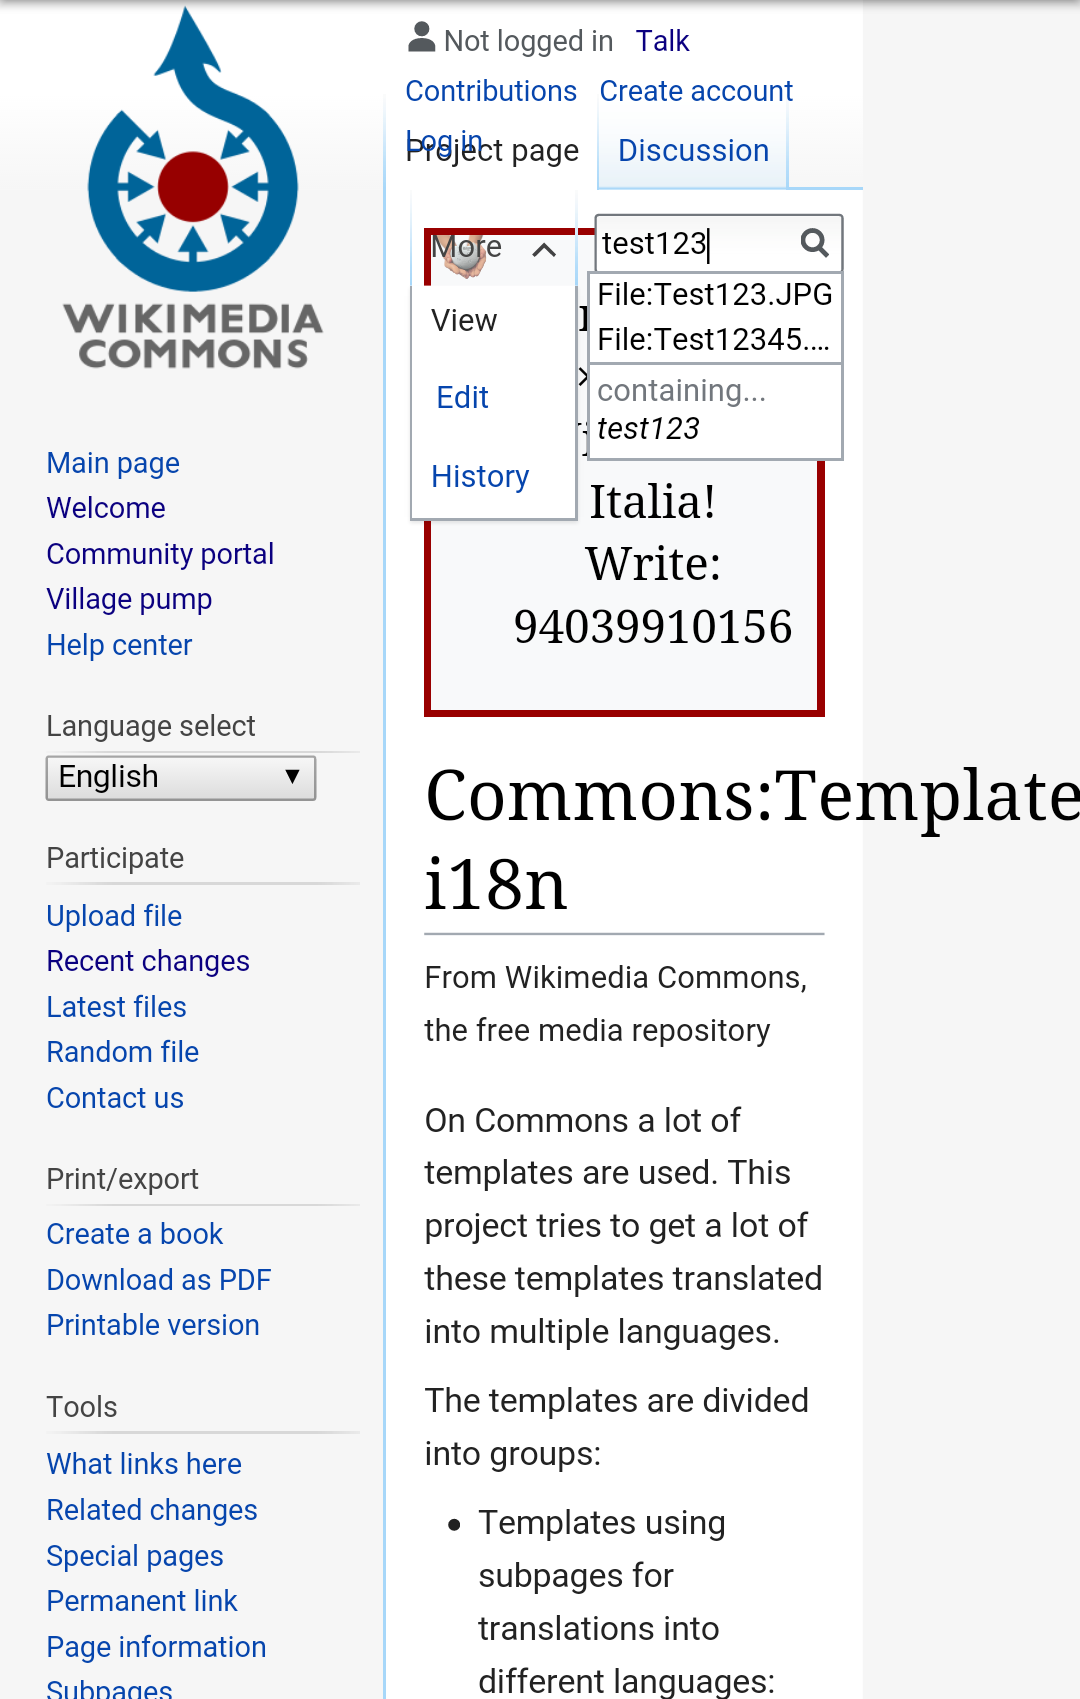 WIKIMEDIA
COMMONS
Not logged in Talk
Contributions Create account
Log in
Project page Discussion
More
test123
File:Test123.JPG
File:Test12345....
containing...
test123
View
Edit
History
Italia!
Write:
94039910156
Main page
Welcome
Community portal
Village pump
Help center
Language select
English
Participate
Upload file
Recent changes
Latest files
Random file
Contact us
Print/export
Create a book
Download as PDF
Printable version
Tools
What links here
Related changes
Special pages
Permanent link
Page information
Subpages
Commons:Template
i18n
From Wikimedia Commons,
the free media repository
On Commons a lot of
templates are used. This
project tries to get a lot of
these templates translated
into multiple languages.
The templates are divided
into groups:
Templates using
subpages for
translations into
different languages: